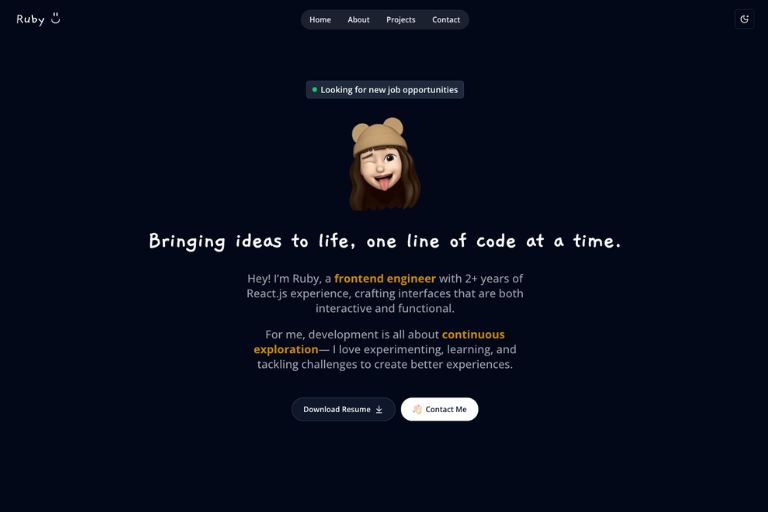 Ruby
Home About Projects Contact
Looking for new job opportunities
Bringing ideas to life, one line of code at a time.
Hey! I'm Ruby, a frontend engineer with 2+ years of
React.js experience, crafting interfaces that are both
interactive and functional.
For me, development is all about continuous
exploration— I love experimenting, learning, and
tackling challenges to create better experiences.
Download Resume
👋🏻 Contact Me